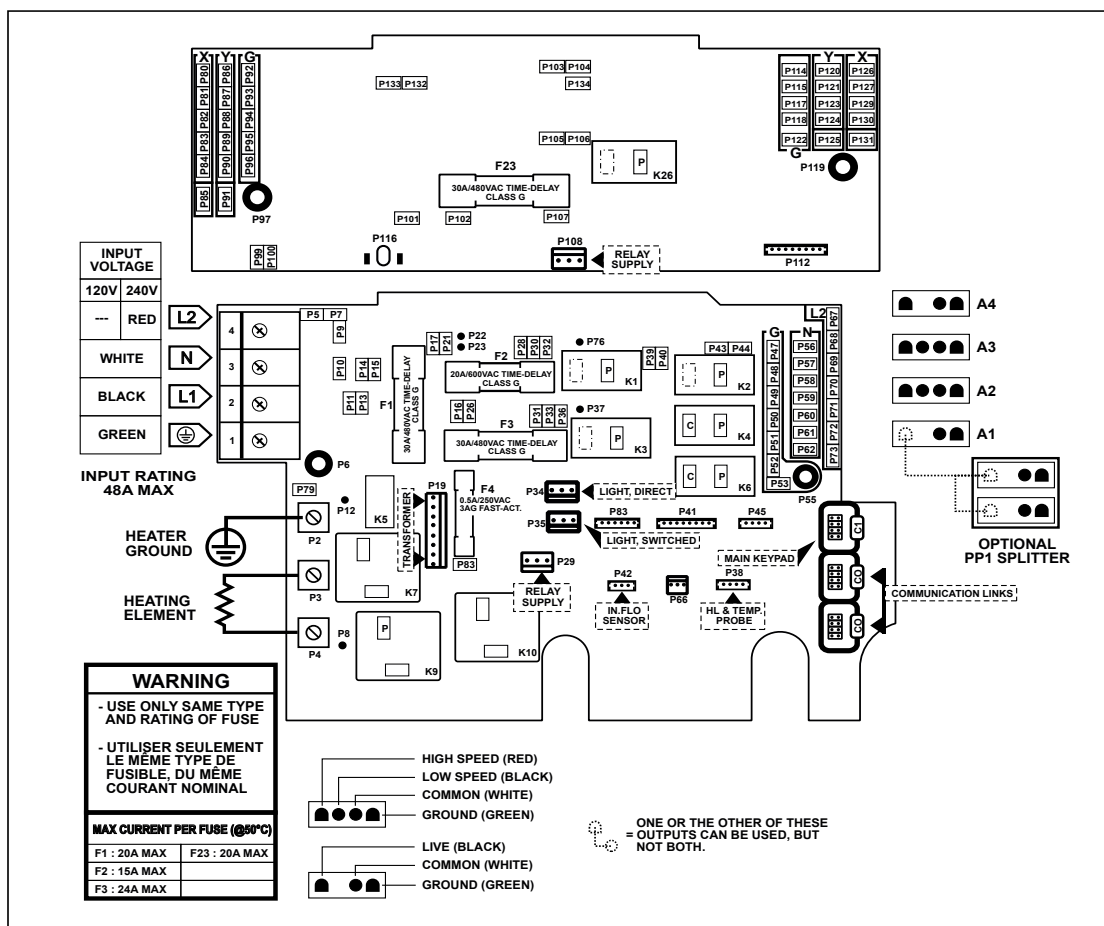 X Y G
P80 P86 P92
P81 P87 P93
P82 P88 P94
P83 P89 P95
P84 P90 P96
P85 P91
P97
P99 P100
P133 P132
P103 P104
P134
P105 P106
P K26
F23
30A/480VAC TIME-DELAY
CLASS G
P101 P102 P107
P116
P108
RELAY
SUPPLY
P112
Y X
P114 P120 P126
P115 P121 P127
P117 P123 P129
P118 P124 P130
P122 P125 P131
G
P119
INPUT
VOLTAGE
120V 240V
--- RED L2
WHITE N
BLACK L1
GREEN
INPUT RATING
48A MAX
4
3
2
1
P5 P7
P9
P10
P14 P15
P11 P13
P17 P21
P22
P23
F1
30A/480VAC TIME-DELAY
CLASS G
F2
20A/600VAC TIME-DELAY
CLASS G
P28 P30 P32
P16 P26
F3
30A/480VAC TIME-DELAY
CLASS G
P31 P33 P36
P76
P K1
P39 P40
P43 P44
P K2
P37
P K3
C P K4
C P K6
L2
G N
P47 P48 P49 P50 P51 P52
P53
P56
P57
P58
P59
P60
P61
P62
P67 P68 P69 P70 P71 P72 P73
P55
P6
P79
P12
K5
P19
TRANSFORMER
F4
0.5A/250VAC
3AG FAST-ACT.
P83
P34
LIGHT, DIRECT
P35
LIGHT, SWITCHED
P83 P41 P45
MAIN KEYPAD
C1
CO
CO
COMMUNICATION LINKS
P29
RELAY
SUPPLY
P42
IN.FLO
SENSOR
P66
P38
HL & TEMP.
PROBE
HEATER
GROUND
P2
HEATING
ELEMENT
P3
P4
P8
K7
P K9
K10
A4
A3
A2
A1
OPTIONAL
PP1 SPLITTER
WARNING
- USE ONLY SAME TYPE
AND RATING OF FUSE
- UTILISER SEULEMENT
LE MÊME TYPE DE
FUSIBLE, DU MÊME
COURANT NOMINAL
MAX CURRENT PER FUSE (@50°C)
F1 : 20A MAX F23 : 20A MAX
F2 : 15A MAX
F3 : 24A MAX
HIGH SPEED (RED)
LOW SPEED (BLACK)
COMMON (WHITE)
GROUND (GREEN)
LIVE (BLACK)
COMMON (WHITE)
GROUND (GREEN)
ONE OR THE OTHER OF THESE
= OUTPUTS CAN BE USED, BUT
NOT BOTH.